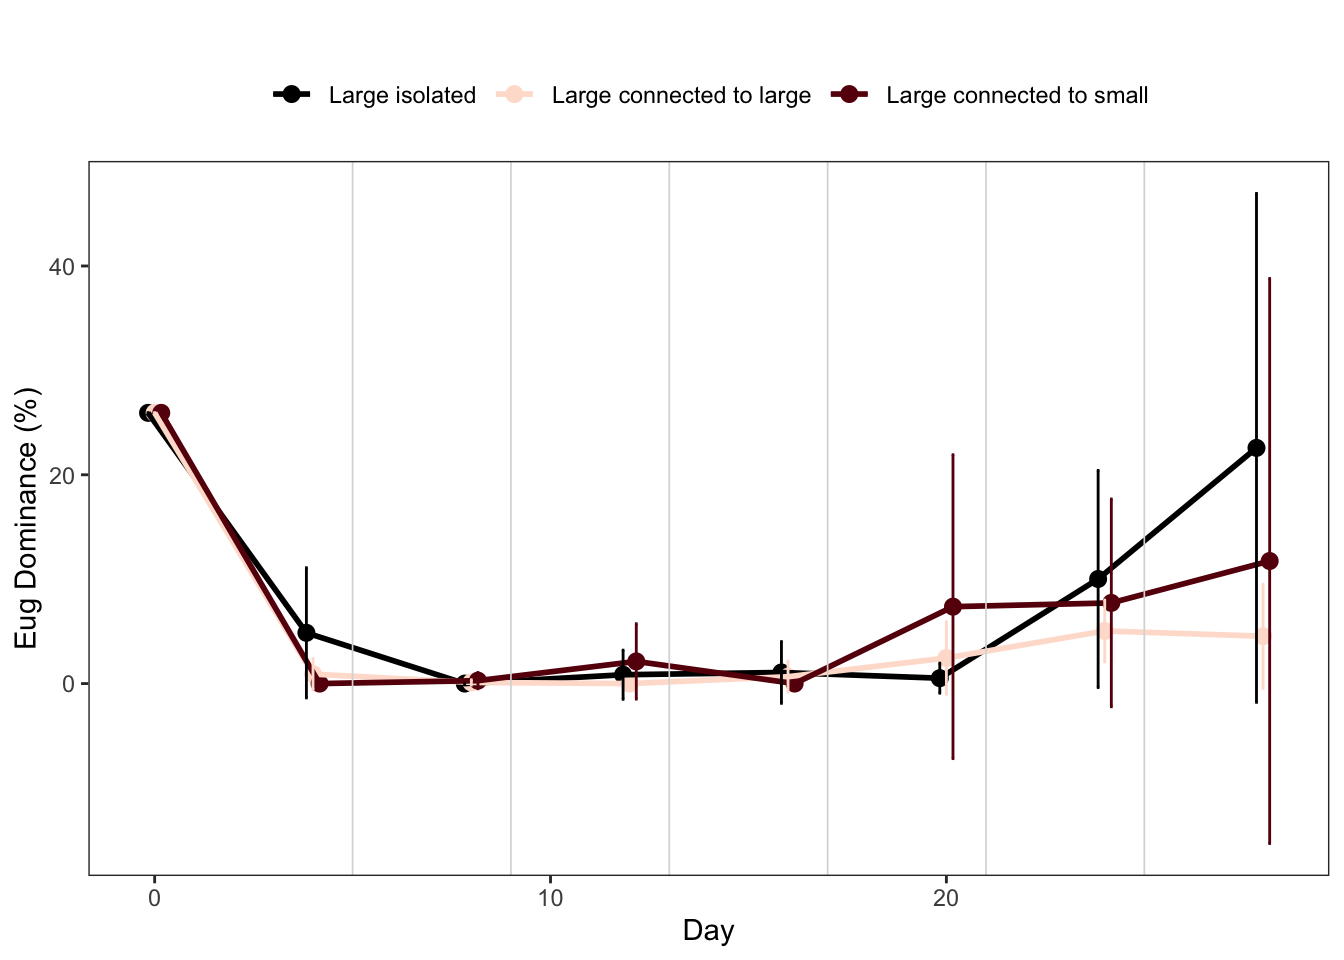 Large isolated Large connected to large Large connected to small
Eug Dominance (%)
40
20
0
0 10 20
Day